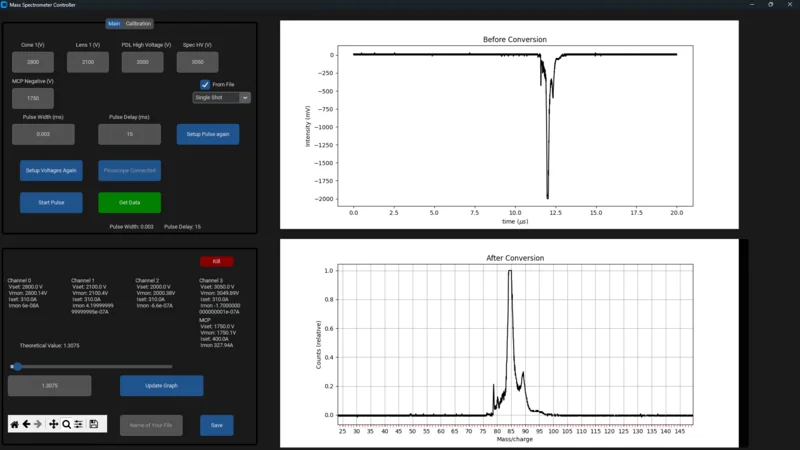 Mass Spectrometer Controller
Main Calibration
Cone 1(V) Lens 1 (V) PDL High Voltage (V) Spec HV (V)
2800 2100 2000 3050
MCP Negative (V)
1750
From File
Single Shot
Pulse Width (ms) Pulse Delay (ms)
0.003 15 Setup Pulse again
Setup Voltages Again Picoscope Connected
Start Pulse Get Data
Pulse Width: 0.003 Pulse Delay: 15
Kill
Channel 0 Channel 1 Channel 2 Channel 3
Vset: 2800.0 V Vset: 2100.0 V Vset: 2000.0 V Vset: 3050.0 V
Vmon: 2800.14V Vmon: 2100.4V Vmon: 2000.38V Vmon: 3049.89V
Iset: 310.0A Iset: 310.0A Iset: 310.0A Iset: 310.0A
Imon 6e-08A Imon 4.19999999 Imon -6.6e-07A Imon -1.7000000
99999995e-07A 000000001e-07A
MCP
Vset: 1750.0 V
Vmon: 1750.1V
Iset: 400.0A
Imon 327.94A
Theoretical Value: 1.3075
1.3075 Update Graph
Name of Your File Save
Before Conversion
Intensity (mV)
0
−250
−500
−750
−1000
−1250
−1500
−1750
−2000
0.0 2.5 5.0 7.5 10.0 12.5 15.0 17.5 20.0
time (μs)
After Conversion
Counts (relative)
1.0
0.8
0.6
0.4
0.2
0.0
25 30 35 40 45 50 55 60 65 70 75 80 85 90 95 100 105 110 115 120 125 130 135 140 145
Mass/charge